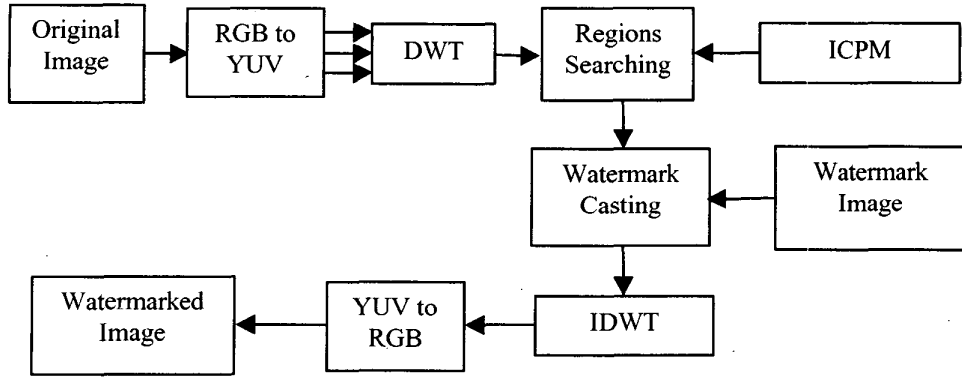 Original
Image
RGB to
YUV
DWT
Regions
Searching
ICPM
Watermark
Casting
Watermark
Image
Watermarked
Image
YUV to
RGB
IDWT